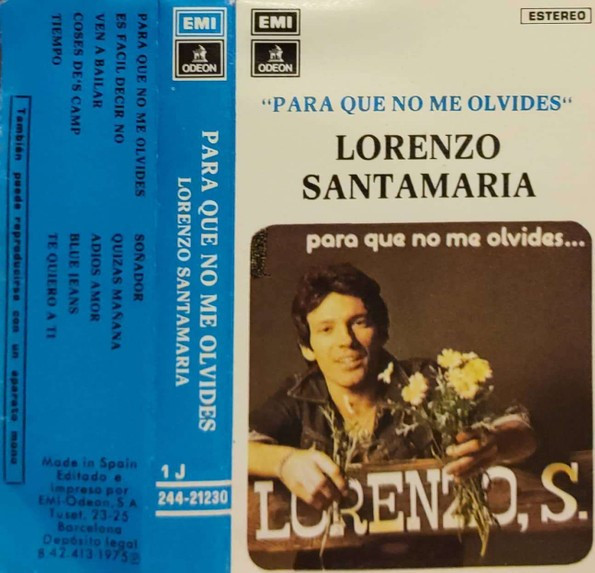 PARA QUE NO ME OLVIDES
ES FACIL DECIR NO
VEN A BAILAR
COSES DE'S CAMP
TIEMPO
SOÑADOR
QUIZAS MAÑANA
ADIOS AMOR
BLUE JEANS
TE QUIERO A TI
También puede reproducirse con un aparato mono
Made in Spain
Editado e
impreso por
EMI-Odeon, S.A.
Tuset, 23-25
Barcelona
Depósito legal
B. 42.413-1975 ℗
EMI
ODEON
PARA QUE NO ME OLVIDES
LORENZO SANTAMARIA
1 J
244-21230
EMI
ODEON
ESTEREO
"PARA QUE NO ME OLVIDES"
LORENZO
SANTAMARIA
para que no me olvides...
LORENZO, S.